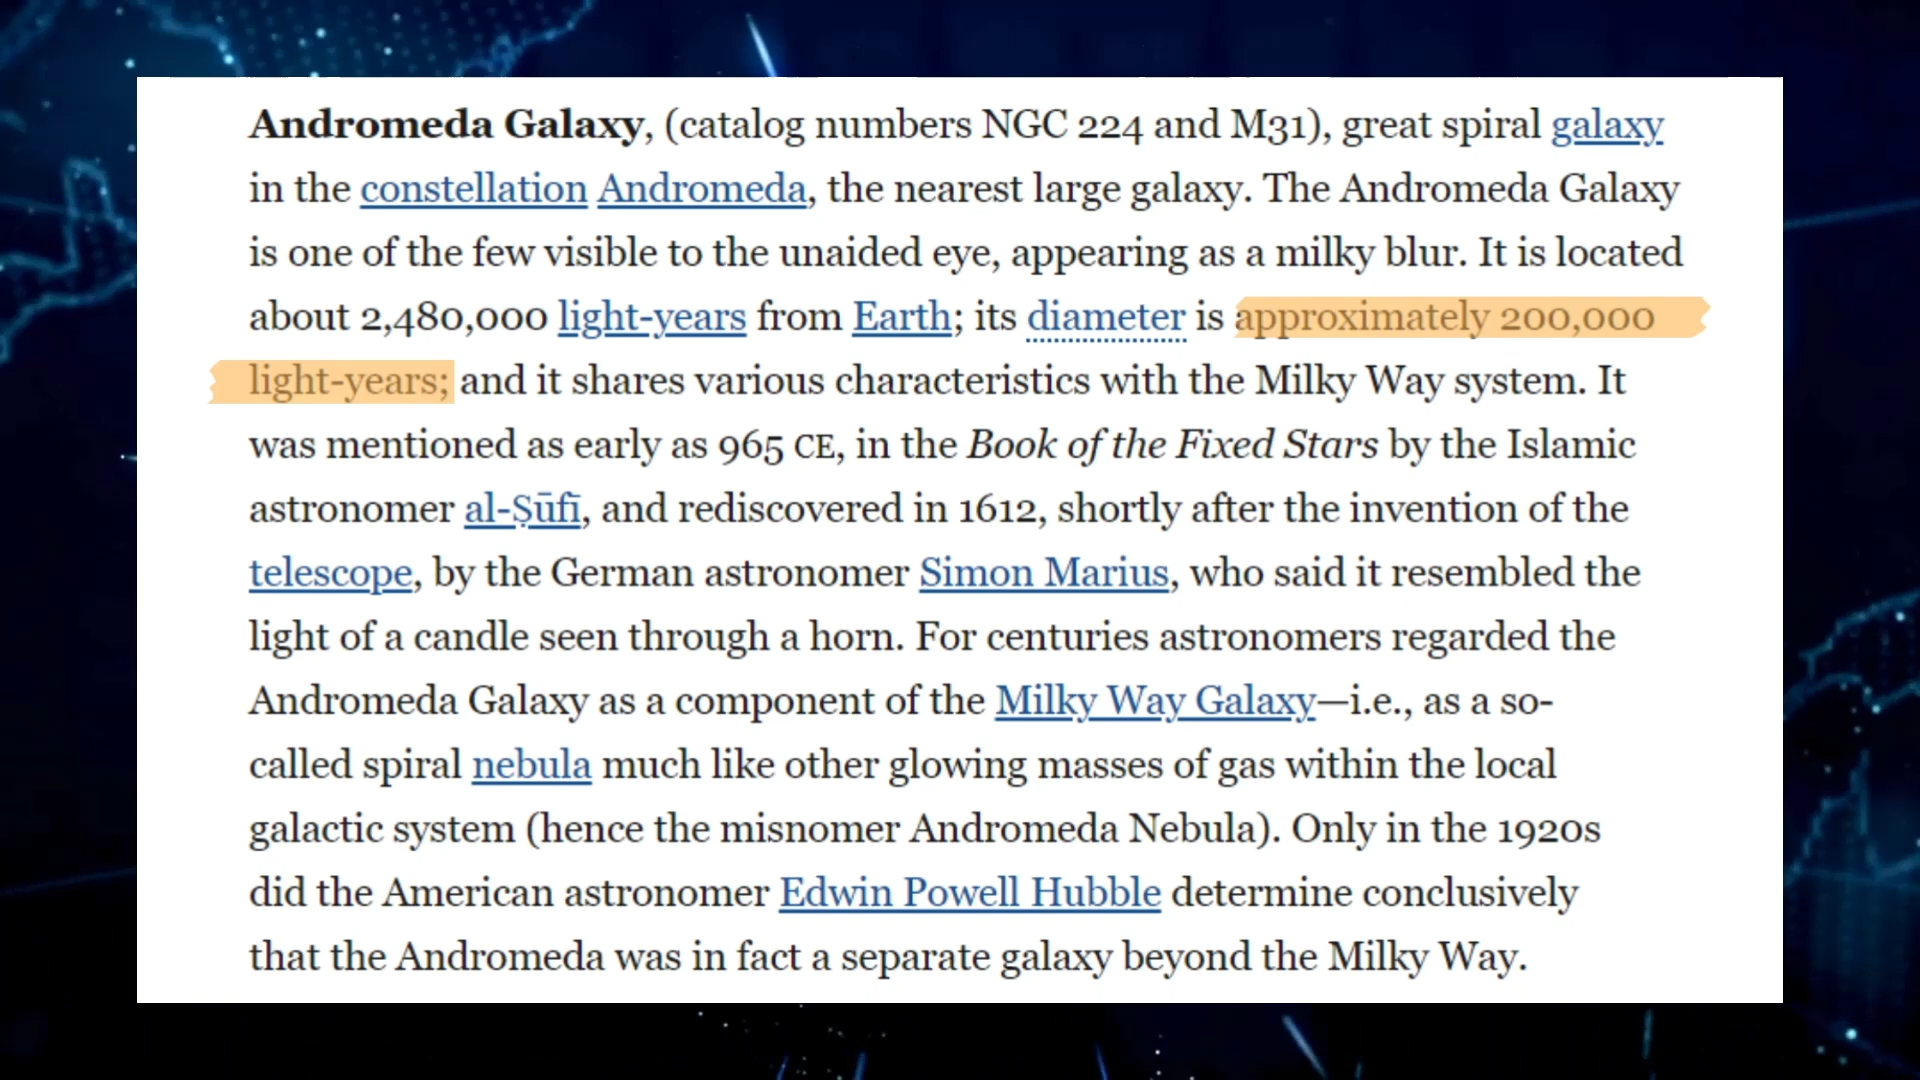 Andromeda Galaxy, (catalog numbers NGC 224 and M31), great spiral galaxy
in the constellation Andromeda, the nearest large galaxy. The Andromeda Galaxy
is one of the few visible to the unaided eye, appearing as a milky blur. It is located
about 2,480,000 light-years from Earth; its diameter is approximately 200,000
light-years; and it shares various characteristics with the Milky Way system. It
was mentioned as early as 965 CE, in the Book of the Fixed Stars by the Islamic
astronomer al-Ṣūfī, and rediscovered in 1612, shortly after the invention of the
telescope, by the German astronomer Simon Marius, who said it resembled the
light of a candle seen through a horn. For centuries astronomers regarded the
Andromeda Galaxy as a component of the Milky Way Galaxy—i.e., as a so-
called spiral nebula much like other glowing masses of gas within the local
galactic system (hence the misnomer Andromeda Nebula). Only in the 1920s
did the American astronomer Edwin Powell Hubble determine conclusively
that the Andromeda was in fact a separate galaxy beyond the Milky Way.